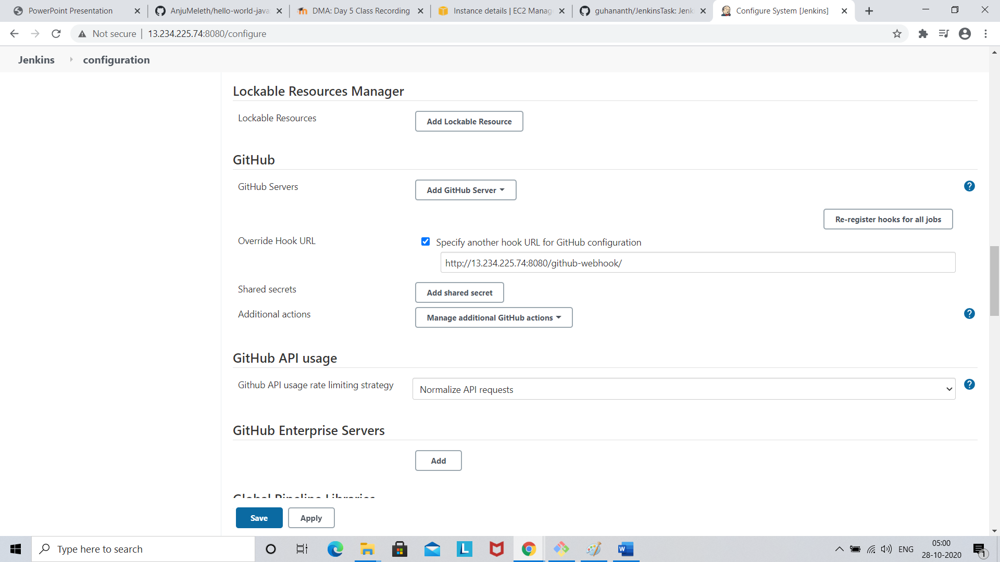 PowerPoint Presentation
AnjuMeleth/hello-world-java
DMA: Day 5 Class Recording
Instance details | EC2 Manag
guhananth/JenkinsTask: Jenk
Configure System [Jenkins]
Not secure | 13.234.225.74:8080/configure
Jenkins configuration
Lockable Resources Manager
Lockable Resources
Add Lockable Resource
GitHub
GitHub Servers
Add GitHub Server
?
Re-register hooks for all jobs
Override Hook URL
Specify another hook URL for GitHub configuration
http://13.234.225.74:8080/github-webhook/
Shared secrets
Add shared secret
Additional actions
Manage additional GitHub actions
?
GitHub API usage
Github API usage rate limiting strategy
Normalize API requests
?
GitHub Enterprise Servers
Add
Global Pipeline Libraries
Save
Apply
Type here to search
L
W
ENG
05:00
28-10-2020
1